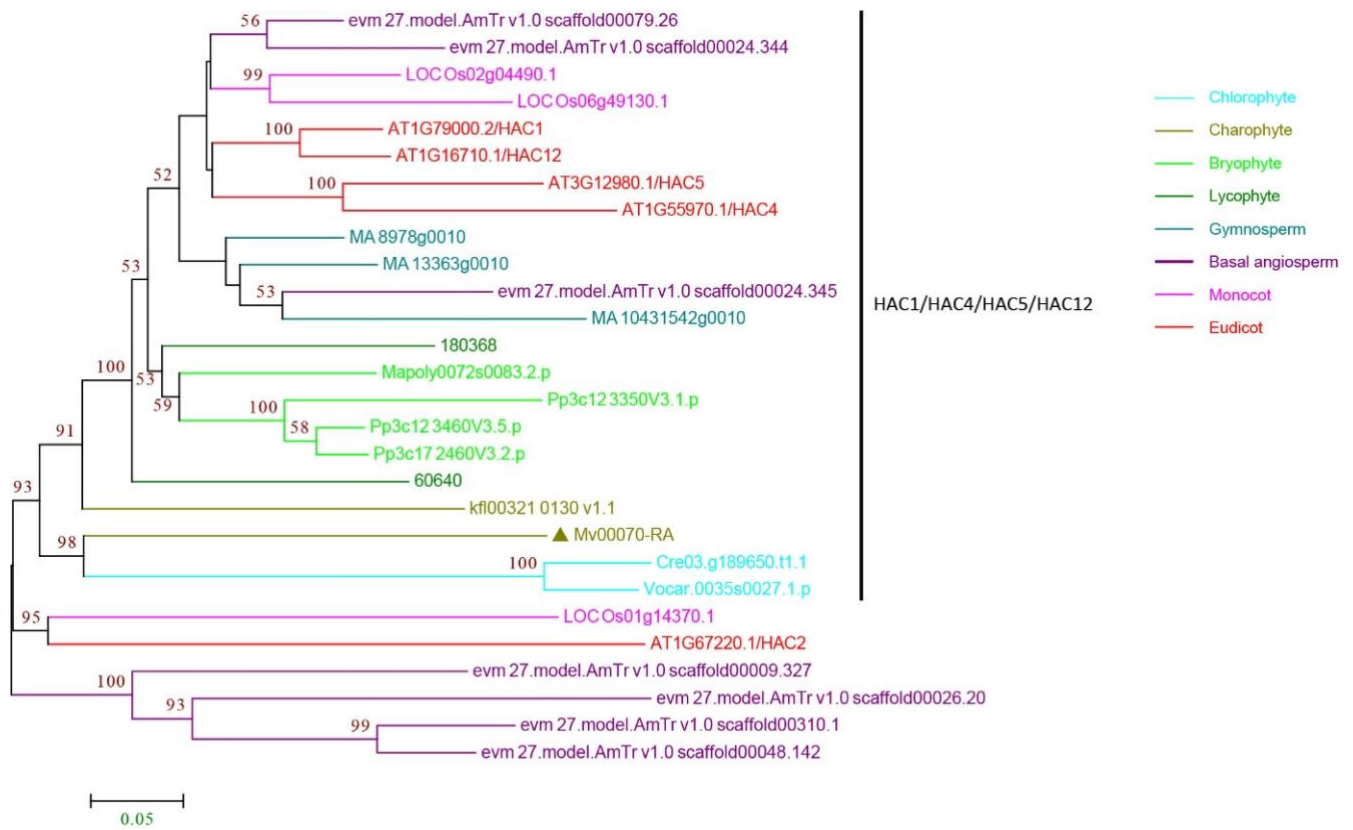 56
evm 27.model.AmTr v1.0 scaffold00079.26
evm 27.model.AmTr v1.0 scaffold00024.344
99
LOC Os02g04490.1
LOC Os06g49130.1
100
AT1G79000.2/HAC1
AT1G16710.1/HAC12
52
100
AT3G12980.1/HAC5
AT1G55970.1/HAC4
MA 8978g0010
53
MA 13363g0010
53
evm 27.model.AmTr v1.0 scaffold00024.345
MA 10431542g0010
180368
100
53
Mapoly0072s0083.2.p
59
100
Pp3c12 3350V3.1.p
58
Pp3c12 3460V3.5.p
91
Pp3c17 2460V3.2.p
60640
93
kfl00321 0130 v1.1
98
Mv00070-RA
100
Cre03.g189650.t1.1
Vocar.0035s0027.1.p
95
LOC Os01g14370.1
AT1G67220.1/HAC2
100
evm 27.model.AmTr v1.0 scaffold00009.327
93
evm 27.model.AmTr v1.0 scaffold00026.20
99
evm 27.model.AmTr v1.0 scaffold00310.1
evm 27.model.AmTr v1.0 scaffold00048.142
0.05
HAC1/HAC4/HAC5/HAC12
Chlorophyte
Charophyte
Bryophyte
Lycophyte
Gymnosperm
Basal angiosperm
Monocot
Eudicot